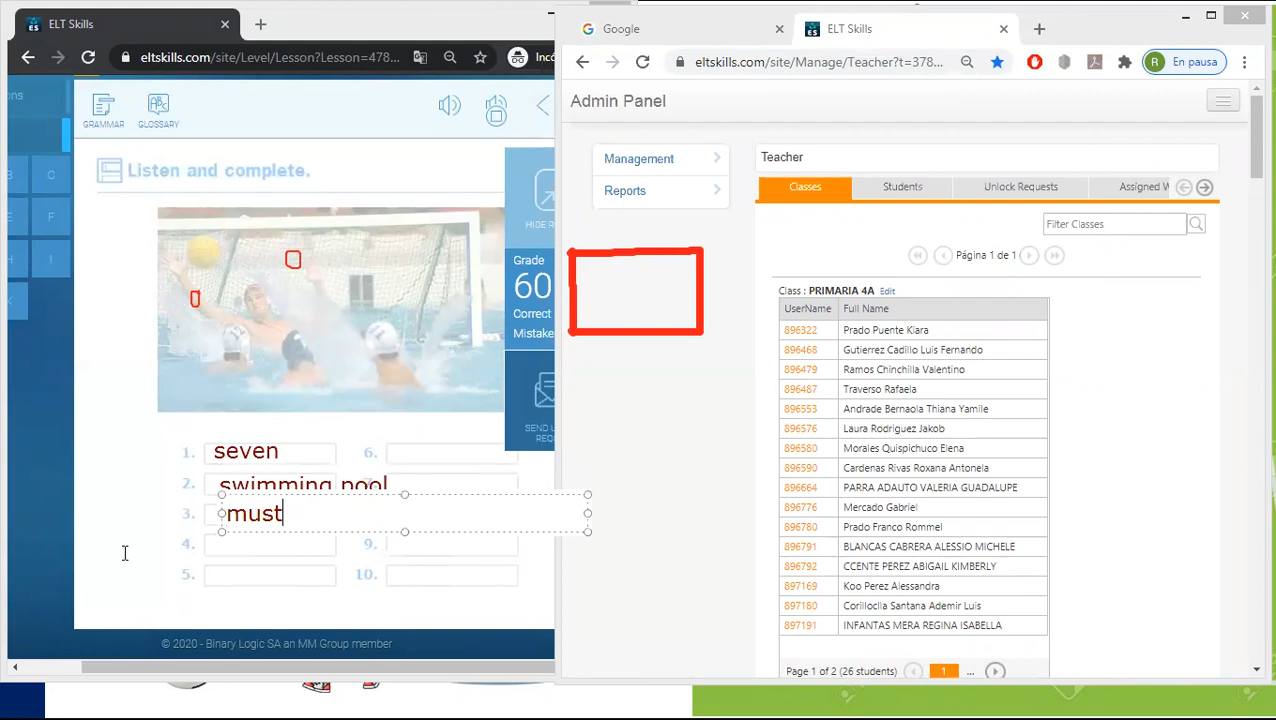 ELT Skills
eltskills.com/site/Level/Lesson?Lesson=478...
ons
GRAMMAR
GLOSSARY
C
E
F
I
Listen and complete.
HIDE R
Grade
60
Correct
Mistake
SEND U
REC
1. seven
2. swimming pool
3. must
4.
5.
6.
9.
10.
© 2020 - Binary Logic SA an MM Group member
Google
ELT Skills
eltskills.com/site/Manage/Teacher?t=378...
R En pausa
Admin Panel
Management
Reports
Teacher
Classes
Students
Unlock Requests
Assigned W
Filter Classes
Página 1 de 1
Class : PRIMARIA 4A Edit
UserName Full Name
896322 Prado Puente Kiara
896468 Gutierrez Cadillo Luis Fernando
896479 Ramos Chinchilla Valentino
896487 Traverso Rafaela
896553 Andrade Bernaola Thiana Yamile
896576 Laura Rodriguez Jakob
896580 Morales Quispichuco Elena
896590 Cardenas Rivas Roxana Antonela
896664 PARRA ADAUTO VALERIA GUADALUPE
896776 Mercado Gabriel
896780 Prado Franco Rommel
896791 BLANCAS CABRERA ALESSIO MICHELE
896792 CCENTE PEREZ ABIGAIL KIMBERLY
897169 Koo Perez Alessandra
897180 Corilloclla Santana Ademir Luis
897191 INFANTAS MERA REGINA ISABELLA
Page 1 of 2 (26 students) 1 ...